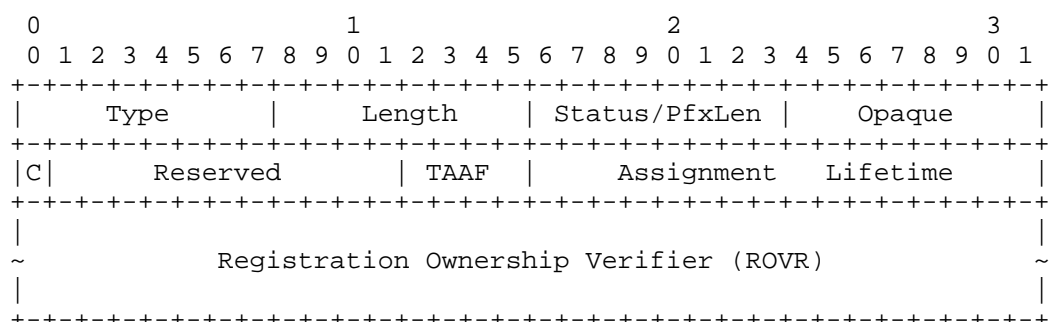 0                   1                   2                   3
 0 1 2 3 4 5 6 7 8 9 0 1 2 3 4 5 6 7 8 9 0 1 2 3 4 5 6 7 8 9 0 1
+-+-+-+-+-+-+-+-+-+-+-+-+-+-+-+-+-+-+-+-+-+-+-+-+-+-+-+-+-+-+-+-+
|     Type      |     Length    | Status/PfxLen |    Opaque     |
+-+-+-+-+-+-+-+-+-+-+-+-+-+-+-+-+-+-+-+-+-+-+-+-+-+-+-+-+-+-+-+-+
|C|      Reserved       | TAAF  |     Assignment   Lifetime     |
+-+-+-+-+-+-+-+-+-+-+-+-+-+-+-+-+-+-+-+-+-+-+-+-+-+-+-+-+-+-+-+-+
|                                                               |
~            Registration Ownership Verifier (ROVR)             ~
|                                                               |
+-+-+-+-+-+-+-+-+-+-+-+-+-+-+-+-+-+-+-+-+-+-+-+-+-+-+-+-+-+-+-+-+